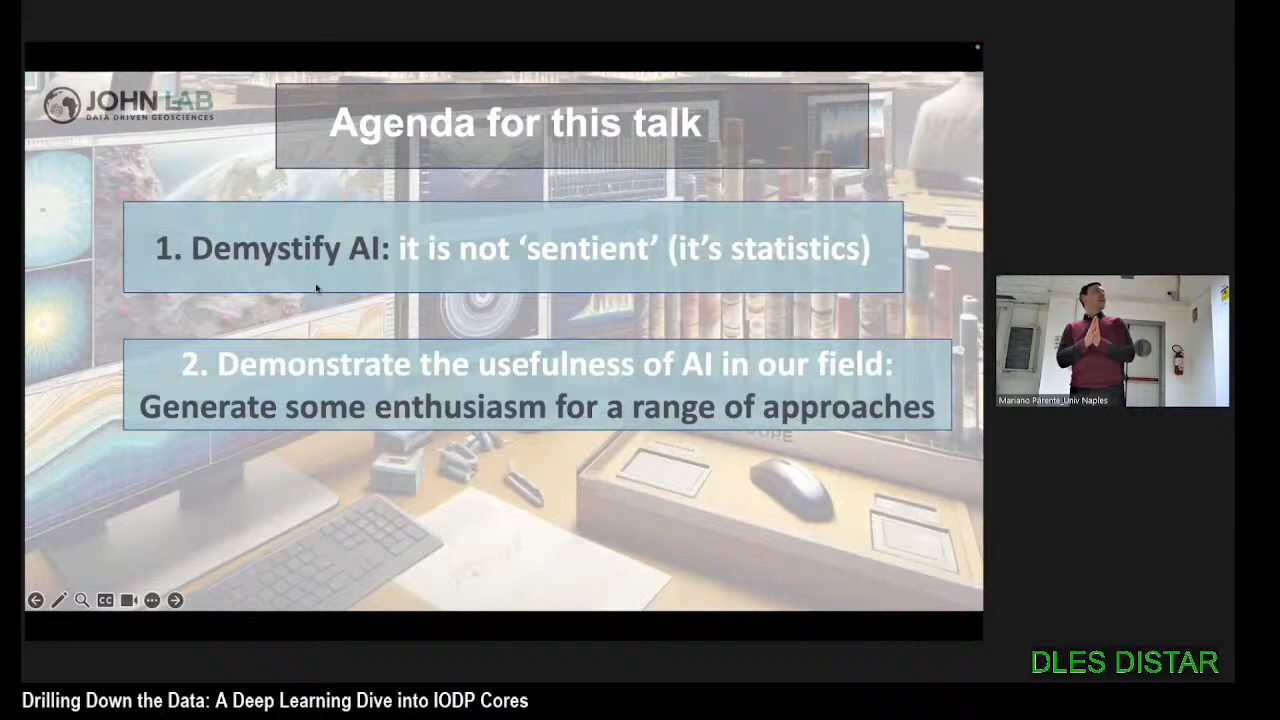 JOHN LAB
DATA DRIVEN GEOSCIENCES
Agenda for this talk
1. Demystify AI: it is not ‘sentient’ (it’s statistics)
2. Demonstrate the usefulness of AI in our field:
Generate some enthusiasm for a range of approaches
CC
Mariano Parente_Univ Naples
DLES DISTAR
Drilling Down the Data: A Deep Learning Dive into IODP Cores